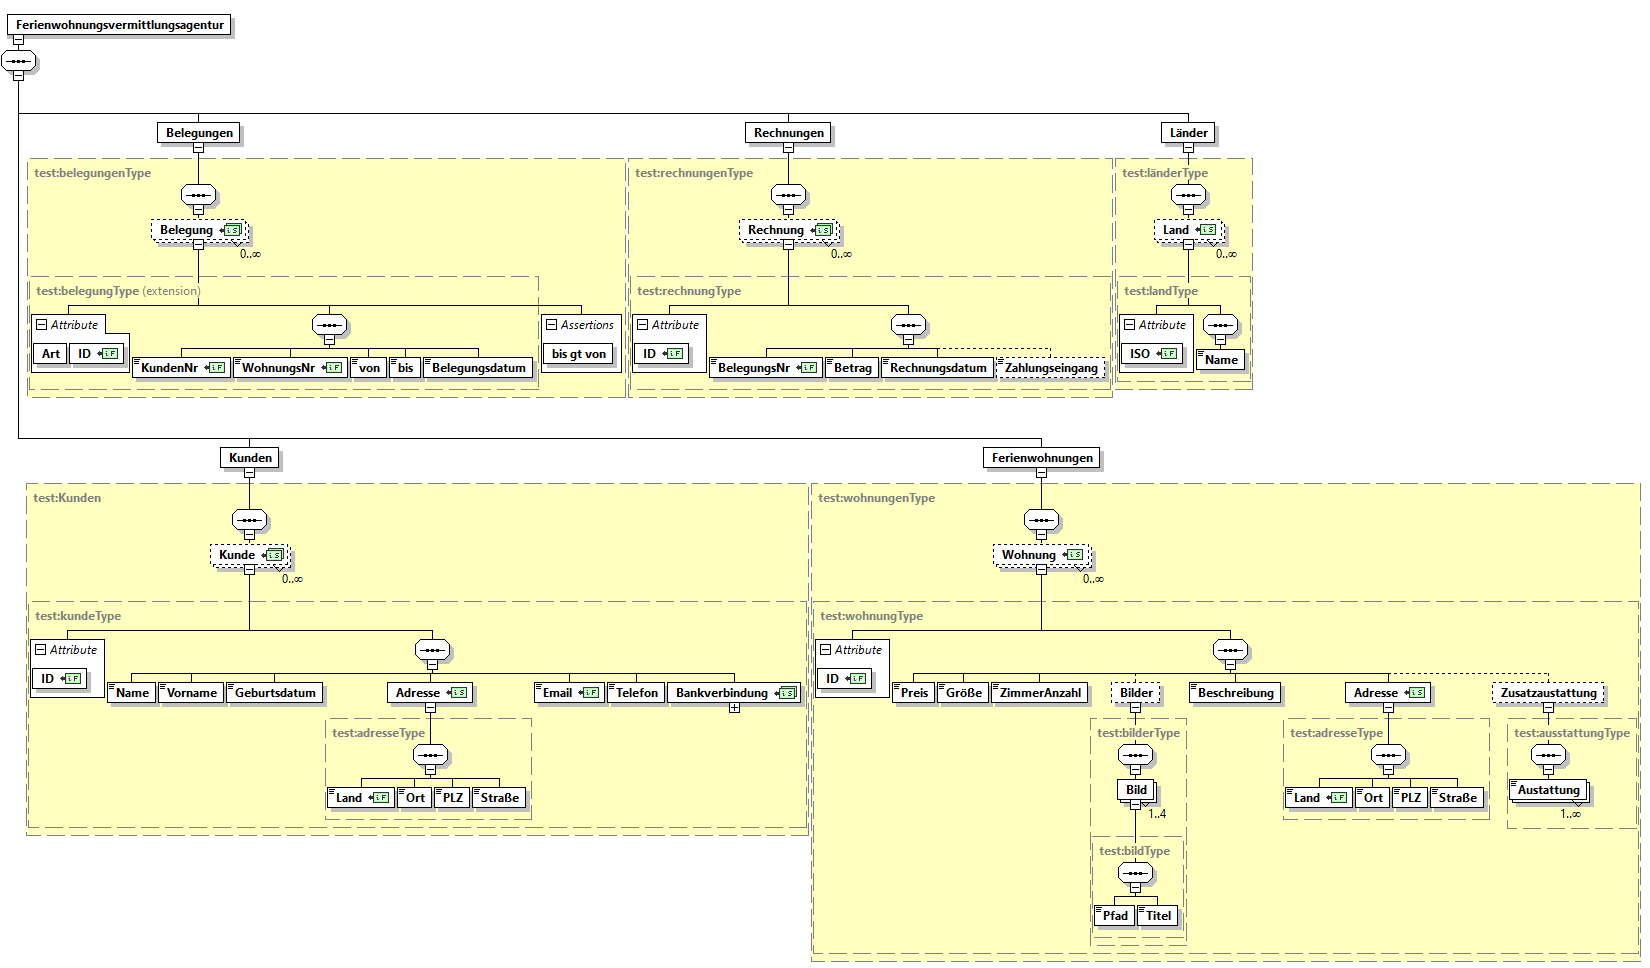 Ferienwohnungsvermittlungsagentur
Belegungen
Rechnungen
Länder
test:belegungenType
test:rechnungenType
test:länderType
Belegung
Rechnung
Land
0..∞
0..∞
0..∞
test:belegungType (extension)
test:rechnungType
test:landType
Attribute
Assertions
Attribute
Attribute
Art
ID
bis gt von
ID
ISO
Name
KundenNr
WohnungsNr
von
bis
Belegungsdatum
BelegungsNr
Betrag
Rechnungsdatum
Zahlungseingang
Kunden
Ferienwohnungen
test:Kunden
test:wohnungenType
Kunde
Wohnung
0..∞
0..∞
test:kundeType
test:wohnungType
Attribute
Attribute
ID
ID
Name
Vorname
Geburtsdatum
Adresse
Email
Telefon
Bankverbindung
Preis
Größe
ZimmerAnzahl
Bilder
Beschreibung
Adresse
Zusatzaustattung
test:adresseType
test:bilderType
test:adresseType
test:ausstattungType
Land
Ort
PLZ
Straße
Bild
1..4
Land
Ort
PLZ
Straße
Austattung
1..∞
test:bildType
Pfad
Titel